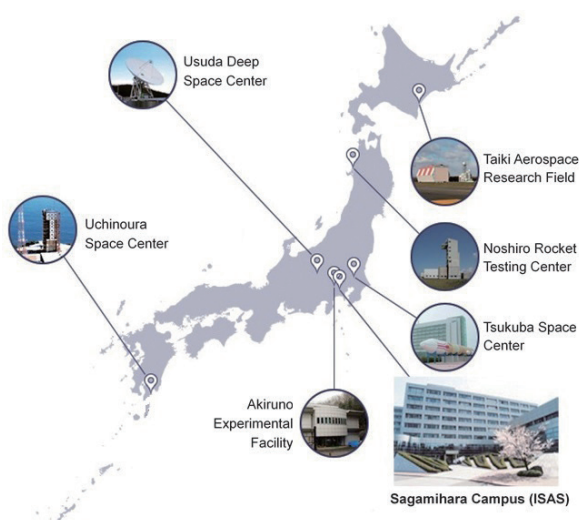 Usuda Deep
Space Center
Taiki Aerospace
Research Field
Uchinoura
Space Center
Noshiro Rocket
Testing Center
Tsukuba Space
Center
Akiruno
Experimental
Facility
Sagamihara Campus (ISAS)